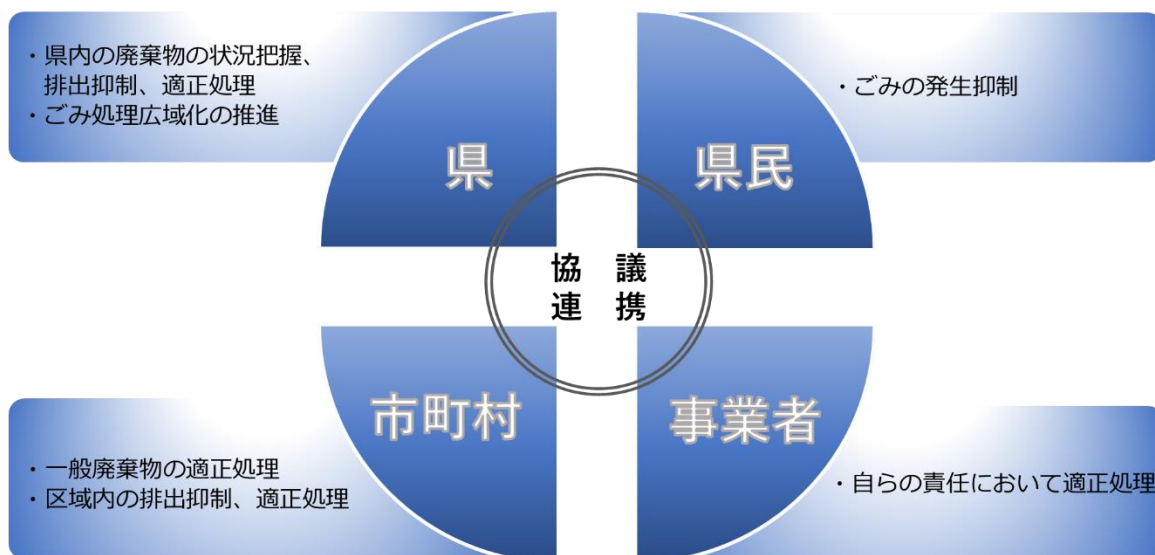 ・県内の廃棄物の状況把握、
排出抑制、適正処理
・ごみ処理広域化の推進
県
・ごみの発生抑制
県民
協　議
連　携
市町村
・一般廃棄物の適正処理
・区域内の排出抑制、適正処理
事業者
・自らの責任において適正処理